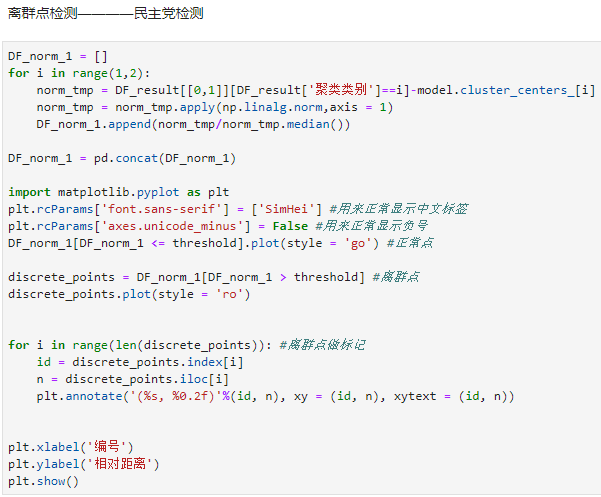 离群点检测————民主党检测
DF_norm_1 = []
for i in range(1,2):
    norm_tmp = DF_result[[0,1]][DF_result['聚类类别']==i]-model.cluster_centers_[i]
    norm_tmp = norm_tmp.apply(np.linalg.norm,axis = 1)
    DF_norm_1.append(norm_tmp/norm_tmp.median())
DF_norm_1 = pd.concat(DF_norm_1)
import matplotlib.pyplot as plt
plt.rcParams['font.sans-serif'] = ['SimHei'] #用来正常显示中文标签
plt.rcParams['axes.unicode_minus'] = False #用来正常显示负号
DF_norm_1[DF_norm_1 <= threshold].plot(style = 'go') #正常点
discrete_points = DF_norm_1[DF_norm_1 > threshold] #离群点
discrete_points.plot(style = 'ro')
for i in range(len(discrete_points)): #离群点做标记
    id = discrete_points.index[i]
    n = discrete_points.iloc[i]
    plt.annotate('(%s, %0.2f)'%(id, n), xy = (id, n), xytext = (id, n))
plt.xlabel('编号')
plt.ylabel('相对距离')
plt.show()